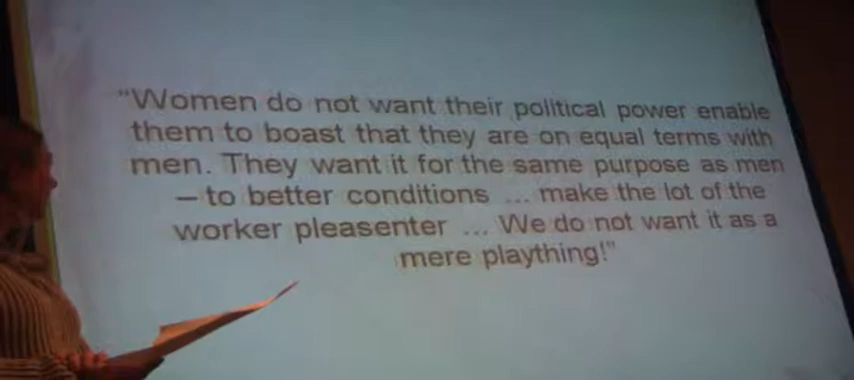 “Women do not want their political power enable
them to boast that they are on equal terms with
men. They want it for the same purpose as men
– to better conditions ... make the lot of the
worker pleasenter ... We do not want it as a
mere plaything!”